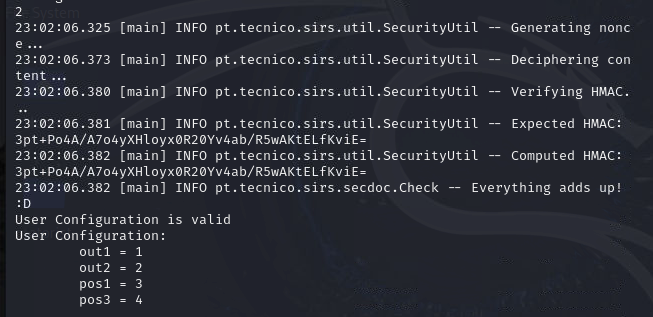 2
23:02:06.325 [main] INFO pt.tecnico.sirs.util.SecurityUtil -- Generating nonc
e...
23:02:06.373 [main] INFO pt.tecnico.sirs.util.SecurityUtil -- Deciphering con
tent...
23:02:06.380 [main] INFO pt.tecnico.sirs.util.SecurityUtil -- Verifying HMAC.
..
23:02:06.381 [main] INFO pt.tecnico.sirs.util.SecurityUtil -- Expected HMAC:
3pt+Po4A/A7o4yXHloyx0R20Yv4ab/R5wAKtELfKviE=
23:02:06.382 [main] INFO pt.tecnico.sirs.util.SecurityUtil -- Computed HMAC:
3pt+Po4A/A7o4yXHloyx0R20Yv4ab/R5wAKtELfKviE=
23:02:06.382 [main] INFO pt.tecnico.sirs.secdoc.Check -- Everything adds up!
:D
User Configuration is valid
User Configuration:
out1 = 1
out2 = 2
pos1 = 3
pos3 = 4